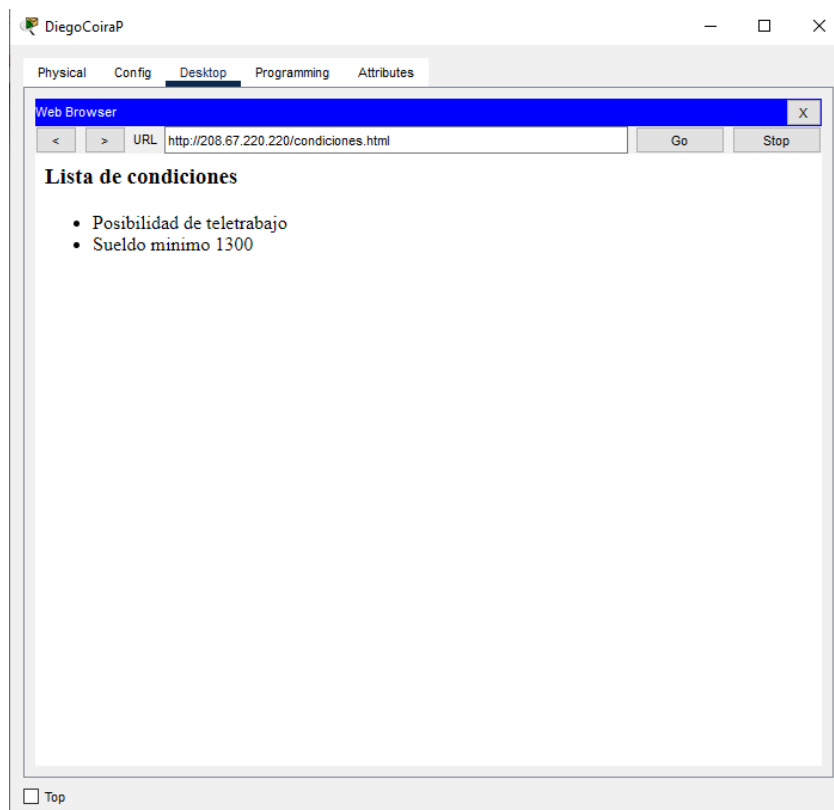 DiegoCoiraP
Physical Config Desktop Programming Attributes
Web Browser X
< > URL http://208.67.220.220/condiciones.html Go Stop
Lista de condiciones
Posibilidad de teletrabajo
Sueldo minimo 1300
Top